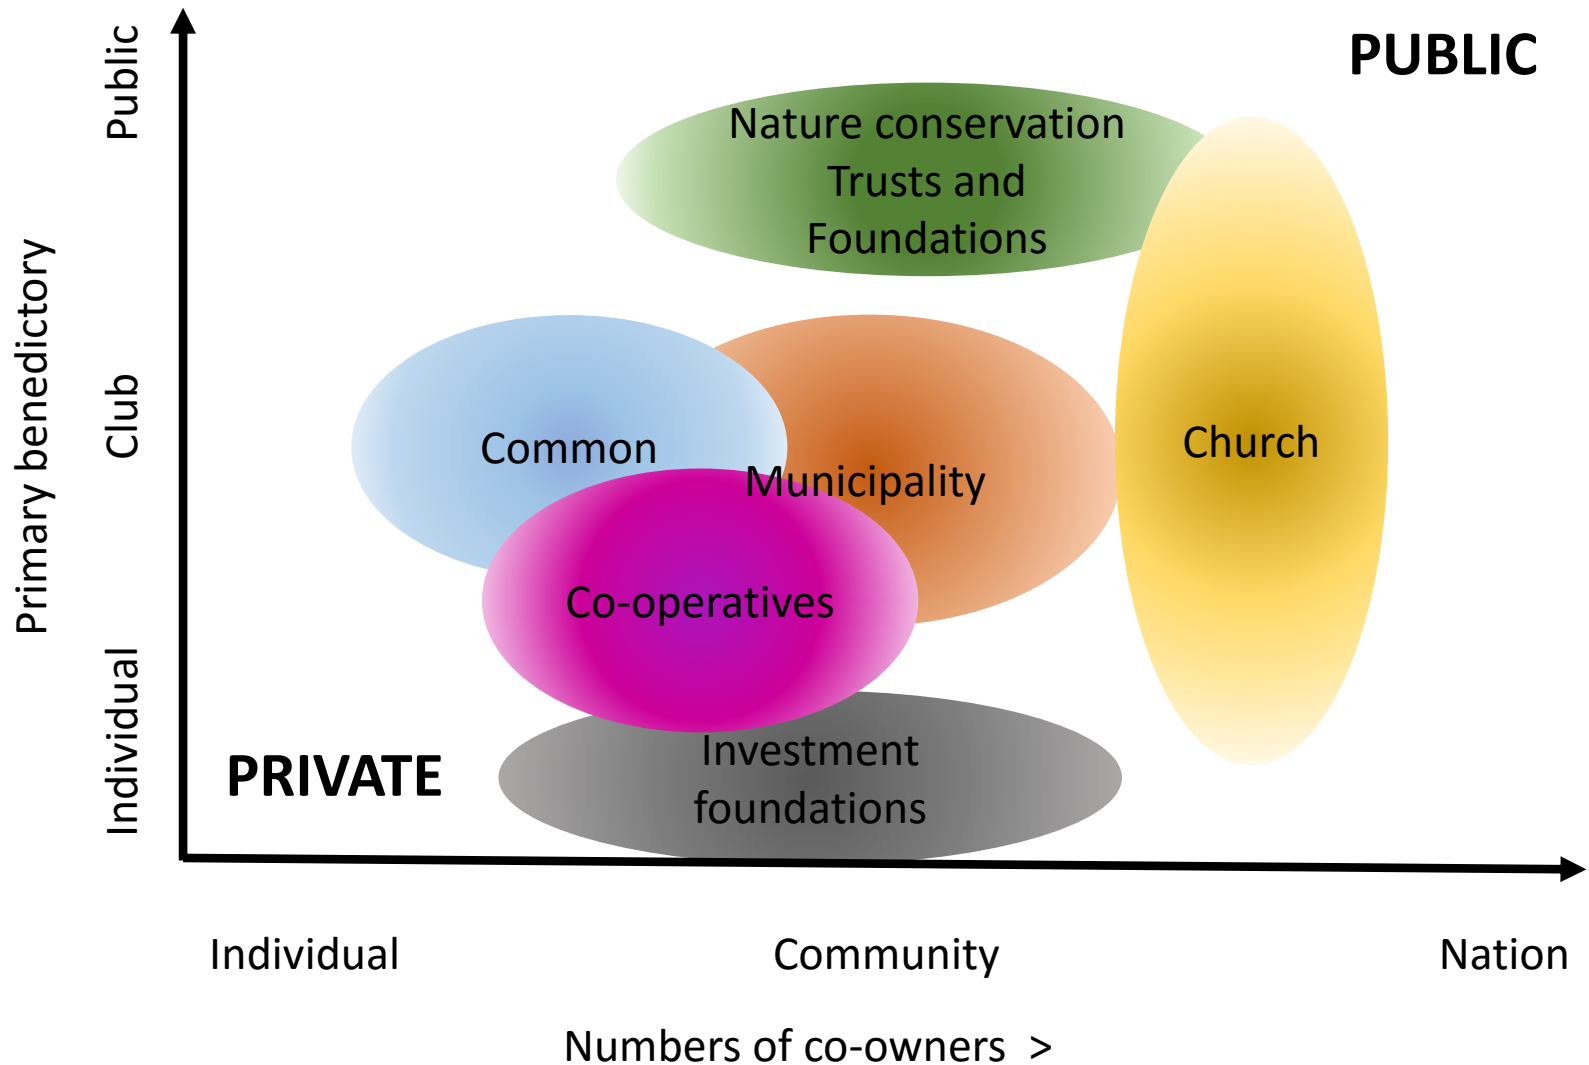 PUBLIC
Public
Club
Individual
Primary benedictory
Nature conservation
Trusts and
Foundations
Common
Municipality
Church
Co-operatives
Investment
foundations
PRIVATE
Individual
Community
Nation
Numbers of co-owners >